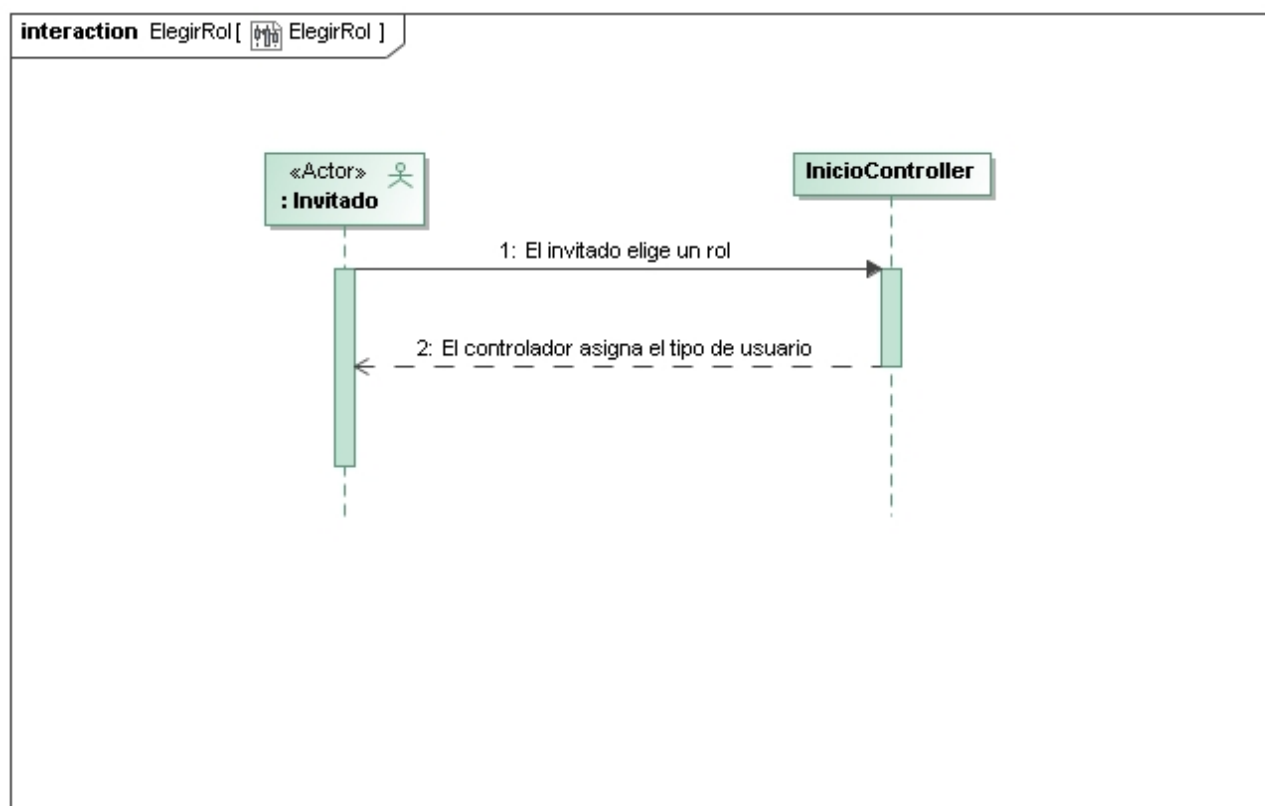 interaction ElegirRol [ ElegirRol ]
«Actor»
: Invitado
InicioController
1: El invitado elige un rol
2: El controlador asigna el tipo de usuario